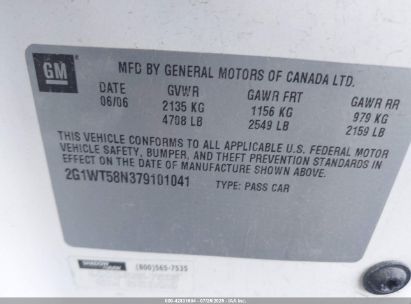 GM
MFD BY GENERAL MOTORS OF CANADA LTD.
DATE GVWR GAWR FRT GAWR RR
06/06 2135 KG 1156 KG 979 KG
4708 LB 2549 LB 2159 LB
THIS VEHICLE CONFORMS TO ALL APPLICABLE U.S. FEDERAL MOTOR
VEHICLE SAFETY, BUMPER, AND THEFT PREVENTION STANDARDS
IN EFFECT ON THE DATE OF MANUFACTURE SHOWN ABOVE.
2G1WT58N379101041 TYPE: PASS CAR
(800)565-7535